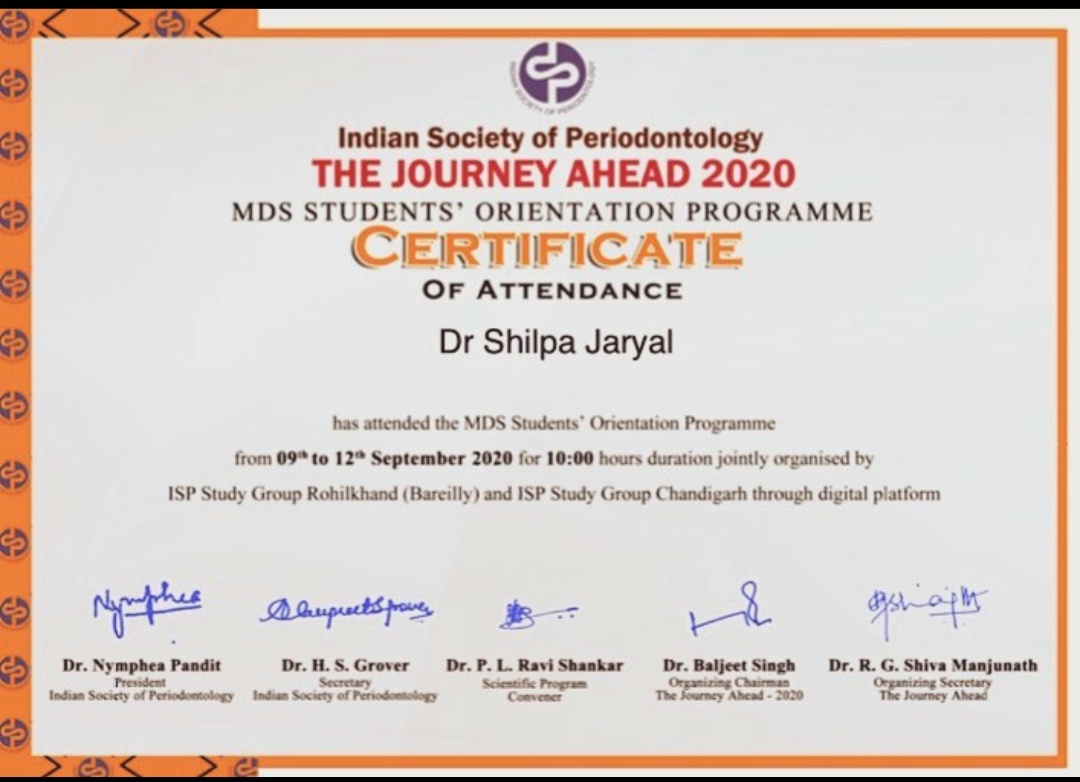 INDIAN SOCIETY OF PERIODONTOLOGY
Indian Society of Periodontology
THE JOURNEY AHEAD 2020
MDS STUDENTS' ORIENTATION PROGRAMME
CERTIFICATE
OF ATTENDANCE
Dr Shilpa Jaryal
has attended the MDS Students' Orientation Programme
from 09th to 12th September 2020 for 10:00 hours duration jointly organised by
ISP Study Group Rohilkhand (Bareilly) and ISP Study Group Chandigarh through digital platform
Nymphea
Dr. Nymphea Pandit
President
Indian Society of Periodontology
Dr. H. S. Grover
Secretary
Indian Society of Periodontology
Dr. P. L. Ravi Shankar
Scientific Program
Convener
Dr. Baljeet Singh
Organizing Chairman
The Journey Ahead - 2020
Dr. R. G. Shiva Manjunath
Organizing Secretary
The Journey Ahead